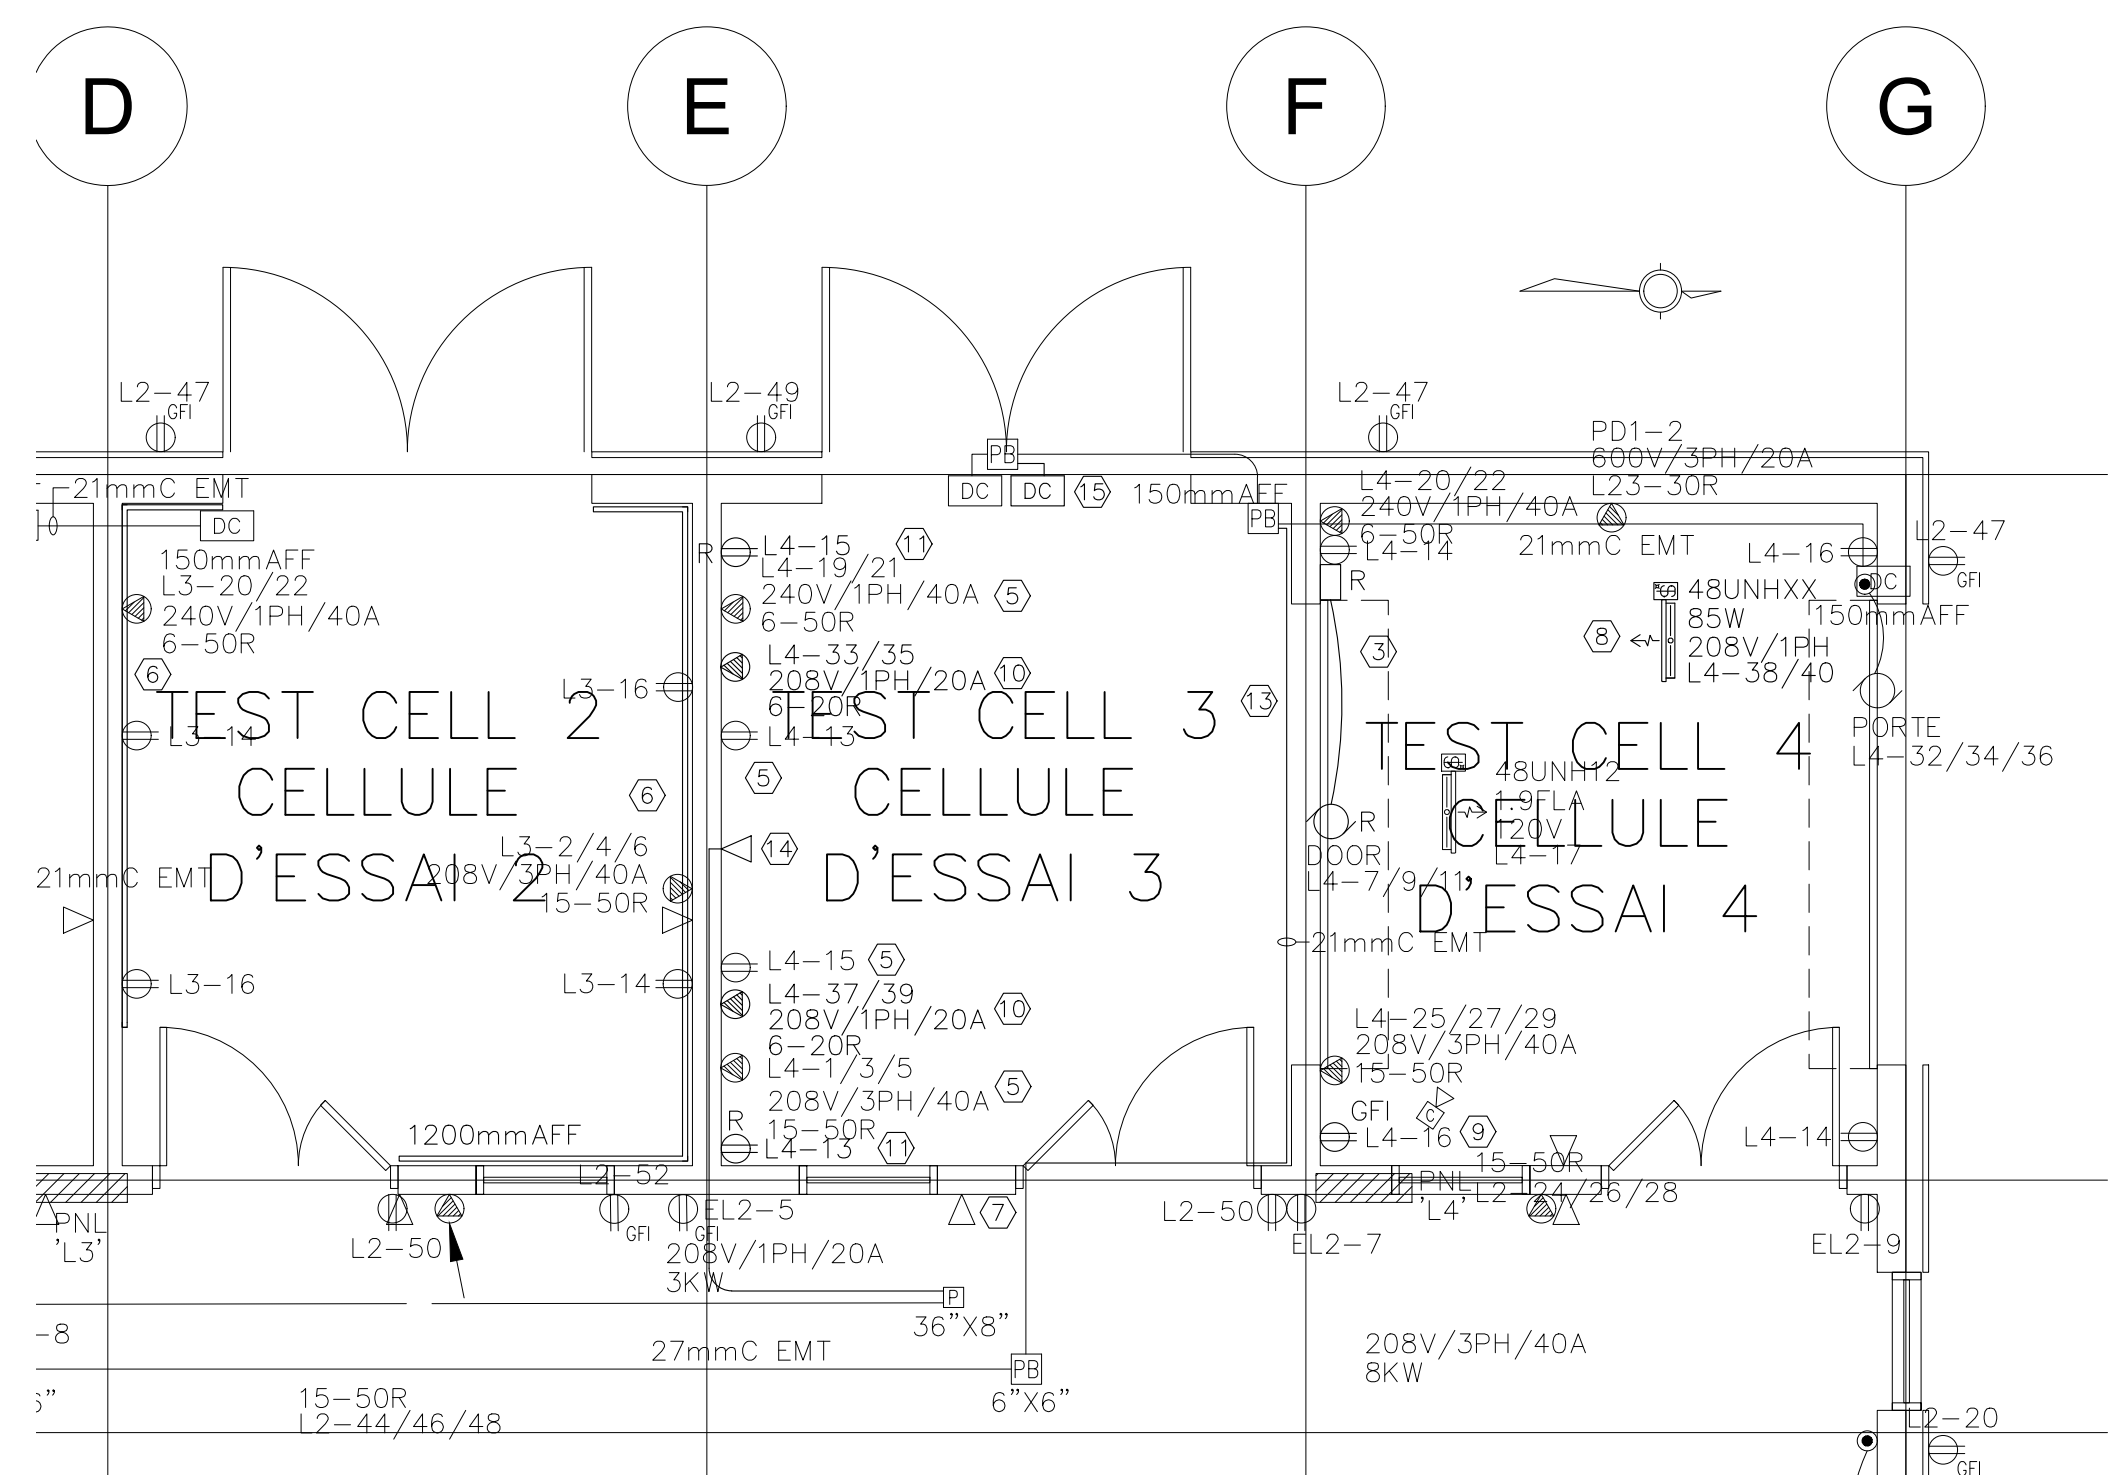 D
E
F
G
L2-47
GFI
L2-49
GFI
L2-47
GFI
PD1-2
600V/3PH/20A
L23-30R
PB
21mmC EMT
DC
150mmAFF
L3-20/22
240V/1PH/40A
6-50R
6
L3-16
TEST CELL 2
L3-14
CELLULE
6
L3-2/4/6
D'ESSAI 2
208V/3PH/40A
15-50R
21mmC EMT
L3-16
L3-14
1200mmAFF
DC
DC
15
150mmAFF
PB
R
L4-15
11
L4-19/21
240V/1PH/40A
5
6-50R
L4-33/35
208V/1PH/20A
10
6-20R
13
TEST CELL 3
L4-13
5
CELLULE
14
D'ESSAI 3
L4-15
5
L4-37/39
208V/1PH/20A
10
6-20R
L4-1/3/5
208V/3PH/40A
5
R
15-50R
L4-13
11
L4-20/22
240V/1PH/40A
6-50R
L4-14
21mmC EMT
L4-16
L2-47
GFI
DC
R
150mmAFF
48UNHXX
85W
208V/1PH
L4-38/40
8
3
S
PORTE
L4-32/34/36
TEST CELL 4
S
48UNH12
1.9FLA
120V
L4-17
CELLULE
R
DOOR
L4-7/9/11
D'ESSAI 4
21mmC EMT
L4-25/27/29
208V/3PH/40A
15-50R
GFI
C
L4-16
9
L4-14
15-50R
L2-24/26/28
PNL
'L4'
L2-52
PNL
'L3'
L2-50
GFI
EL2-5
GFI
208V/1PH/20A
3KW
7
L2-50
EL2-7
EL2-9
P
36"X8"
-8
27mmC EMT
PB
6"X6"
208V/3PH/40A
8KW
15-50R
L2-44/46/48
L2-20
GFI